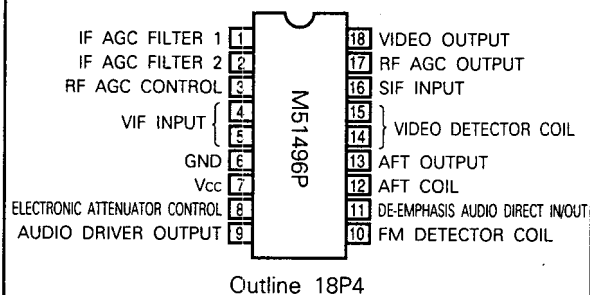 IF AGC FILTER 1 1
IF AGC FILTER 2 2
RF AGC CONTROL 3
VIF INPUT 4
5
GND 6
Vcc 7
ELECTRONIC ATTENUATOR CONTROL 8
AUDIO DRIVER OUTPUT 9
M51496P
18 VIDEO OUTPUT
17 RF AGC OUTPUT
16 SIF INPUT
15
14 VIDEO DETECTOR COIL
13 AFT OUTPUT
12 AFT COIL
11 DE-EMPHASIS AUDIO DIRECT IN/OUT
10 FM DETECTOR COIL
Outline 18P4